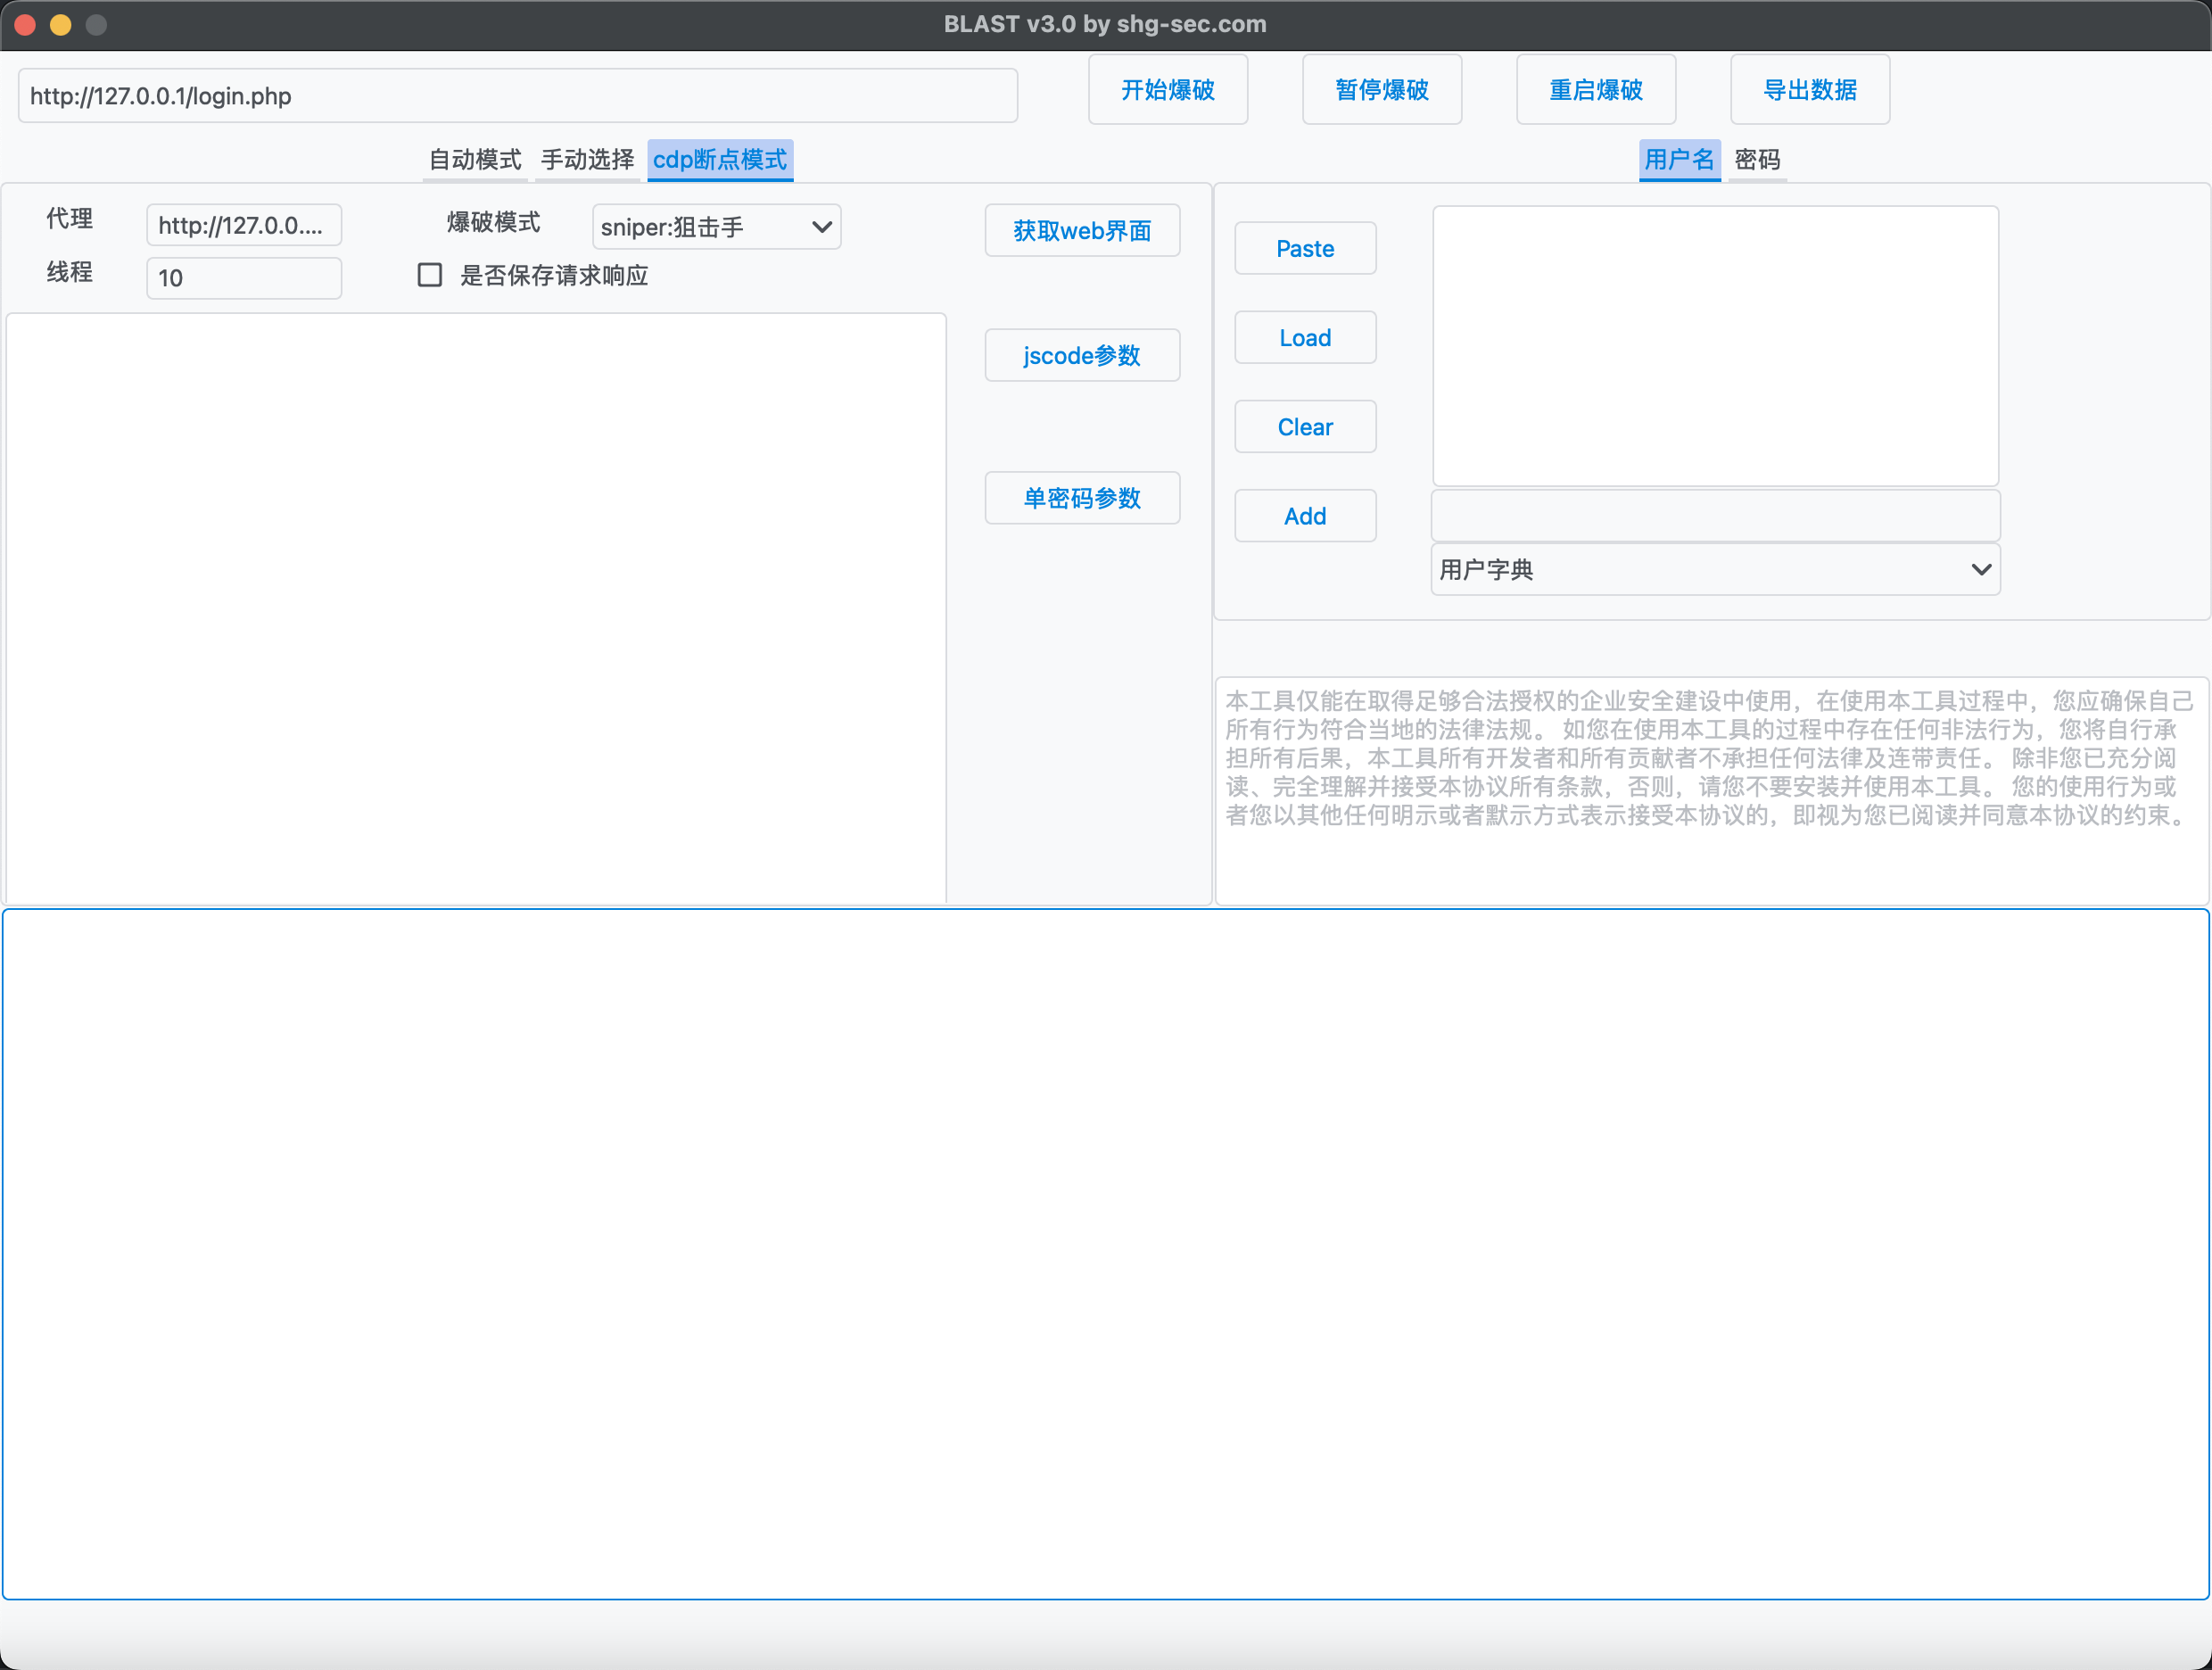 BLAST v3.0 by shg-sec.com
http://127.0.0.1/login.php
开始爆破
暂停爆破
重启爆破
导出数据
自动模式
手动选择
cdp断点模式
用户名
密码
代理
http://127.0.0....
爆破模式
sniper:狙击手
获取web界面
线程
10
是否保存请求响应
jscode参数
单密码参数
Paste
Load
Clear
Add
用户字典
本工具仅能在取得足够合法授权的企业安全建设中使用，在使用本工具过程中，您应确保自己
所有行为符合当地的法律法规。 如您在使用本工具的过程中存在任何非法行为，您将自行承
担所有后果，本工具所有开发者和所有贡献者不承担任何法律及连带责任。 除非您已充分阅
读、完全理解并接受本协议所有条款，否则，请您不要安装并使用本工具。 您的使用行为或
者您以其他任何明示或者默示方式表示接受本协议的，即视为您已阅读并同意本协议的约束。